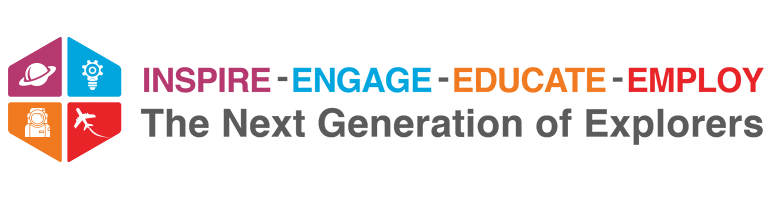 INSPIRE - ENGAGE - EDUCATE - EMPLOY
The Next Generation of Explorers